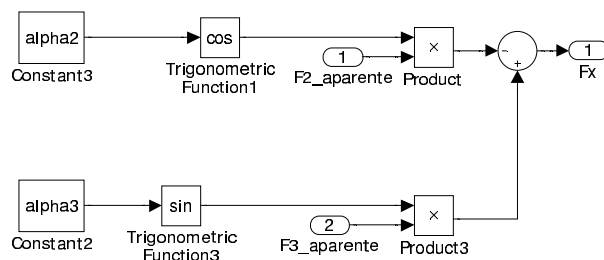 alpha2
Constant3
cos
Trigonometric
Function1
1
F2_aparente
×
Product
-
+
1
Fx
alpha3
Constant2
sin
Trigonometric
Function3
2
F3_aparente
×
Product3